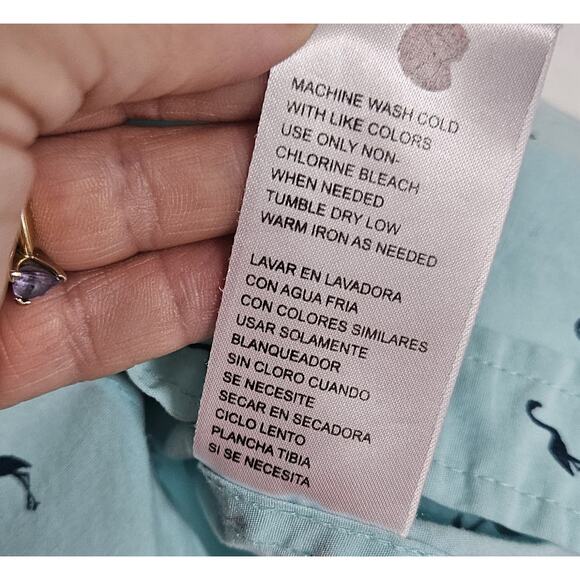 MACHINE WASH COLD
WITH LIKE COLORS
USE ONLY NON-
CHLORINE BLEACH
WHEN NEEDED
TUMBLE DRY LOW
WARM IRON AS NEEDED
LAVAR EN LAVADORA
CON AGUA FRIA
CON COLORES SIMILARES
USAR SOLAMENTE
BLANQUEADOR
SIN CLORO CUANDO
SE NECESITE
SECAR EN SECADORA
CICLO LENTO
PLANCHA TIBIA
SI SE NECESITA